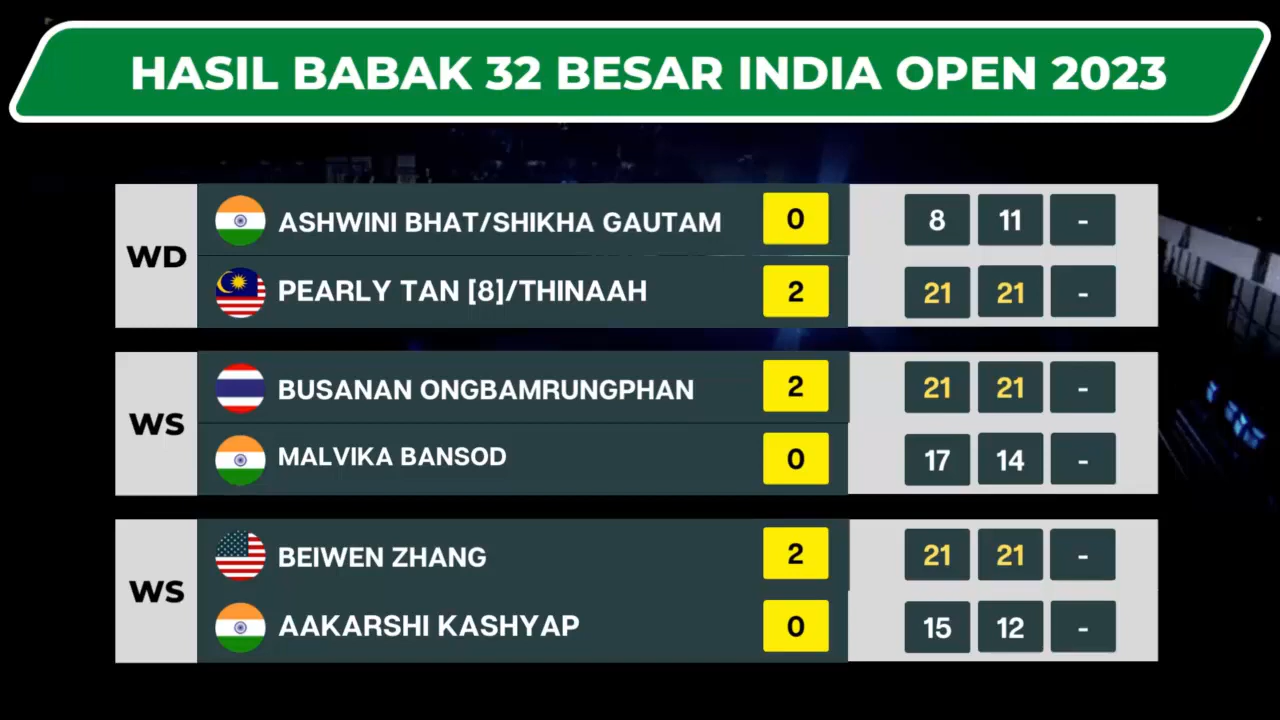 HASIL BABAK 32 BESAR INDIA OPEN 2023
WD
ASHWINI BHAT/SHIKHA GAUTAM 0 8 11 -
PEARLY TAN [8]/THINAAH 2 21 21 -
WS
BUSANAN ONGBAMRUNGPHAN 2 21 21 -
MALVIKA BANSOD 0 17 14 -
WS
BEIWEN ZHANG 2 21 21 -
AAKARSHI KASHYAP 0 15 12 -